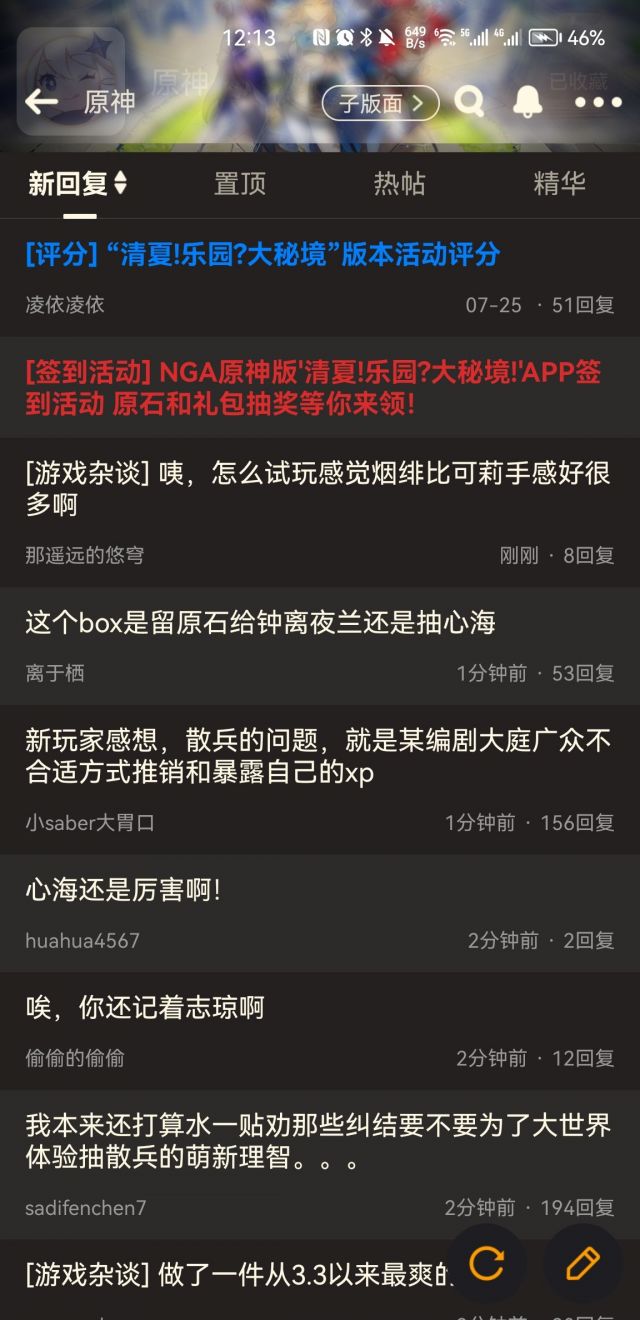 12:13
649
B/s
6
5G
4G
46%
原神
已收藏
原神
子版面
新回复
置顶
热帖
精华
[评分] “清夏!乐园?大秘境”版本活动评分
凌依凌依
07-25 · 51回复
[签到活动] NGA原神版'清夏!乐园?大秘境!'APP签
到活动 原石和礼包抽奖等你来领!
[游戏杂谈] 咦，怎么试玩感觉烟绯比可莉手感好很
多啊
那遥远的悠穹
刚刚 · 8回复
这个box是留原石给钟离夜兰还是抽心海
离于栖
1分钟前 · 53回复
新玩家感想，散兵的问题，就是某编剧大庭广众不
合适方式推销和暴露自己的xp
小saber大胃口
1分钟前 · 156回复
心海还是厉害啊!
huahua4567
2分钟前 · 2回复
唉，你还记着志琼啊
偷偷的偷偷
2分钟前 · 12回复
我本来还打算水一贴劝那些纠结要不要为了大世界
体验抽散兵的萌新理智。。。
sadifenchen7
2分钟前 · 194回复
[游戏杂谈] 做了一件从3.3以来最爽的